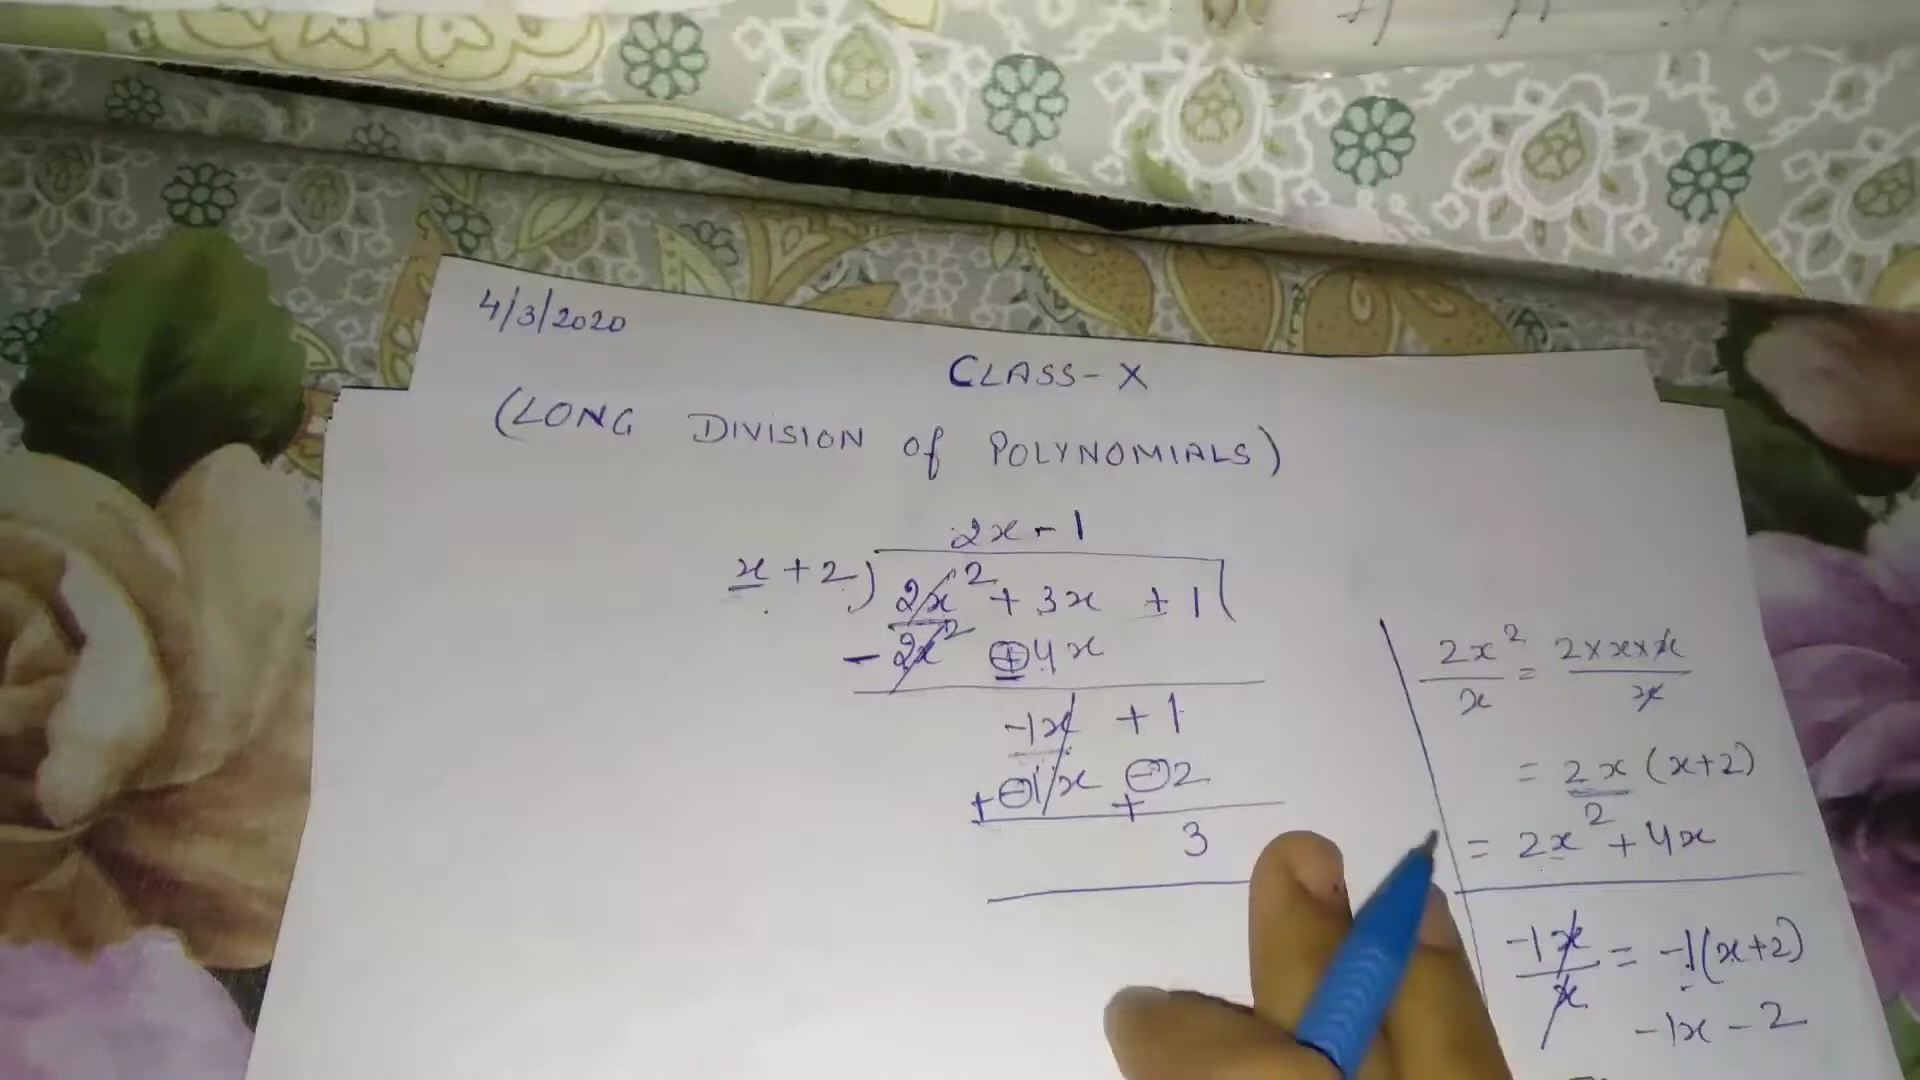 4/3/2020
CLASS-X
(LONG DIVISION of POLYNOMIALS)
2x - 1
x + 2) 2x² + 3x + 1
- 2x² + 4x
-1x + 1
-1x - 2
+ +
3
2x²/x = 2×x×x/x
= 2x (x+2)
= 2x² + 4x
-1x/x = -1(x+2)
-1x - 2